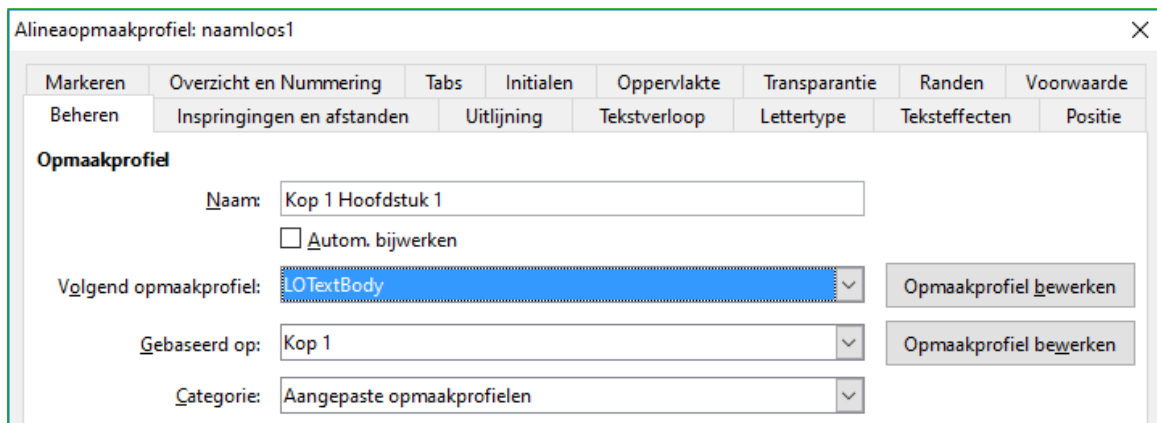 Alineaopmaakprofiel: naamloos1
Markeren Overzicht en Nummering Tabs Initialen Oppervlakte Transparantie Randen Voorwaarde
Beheren Inspringingen en afstanden Uitlijning Tekstverloop Lettertype Teksteffecten Positie
Opmaakprofiel
Naam: Kop 1 Hoofdstuk 1
Autom. bijwerken
Volgend opmaakprofiel: LOTextBody Opmaakprofiel bewerken
Gebaseerd op: Kop 1 Opmaakprofiel bewerken
Categorie: Aangepaste opmaakprofielen